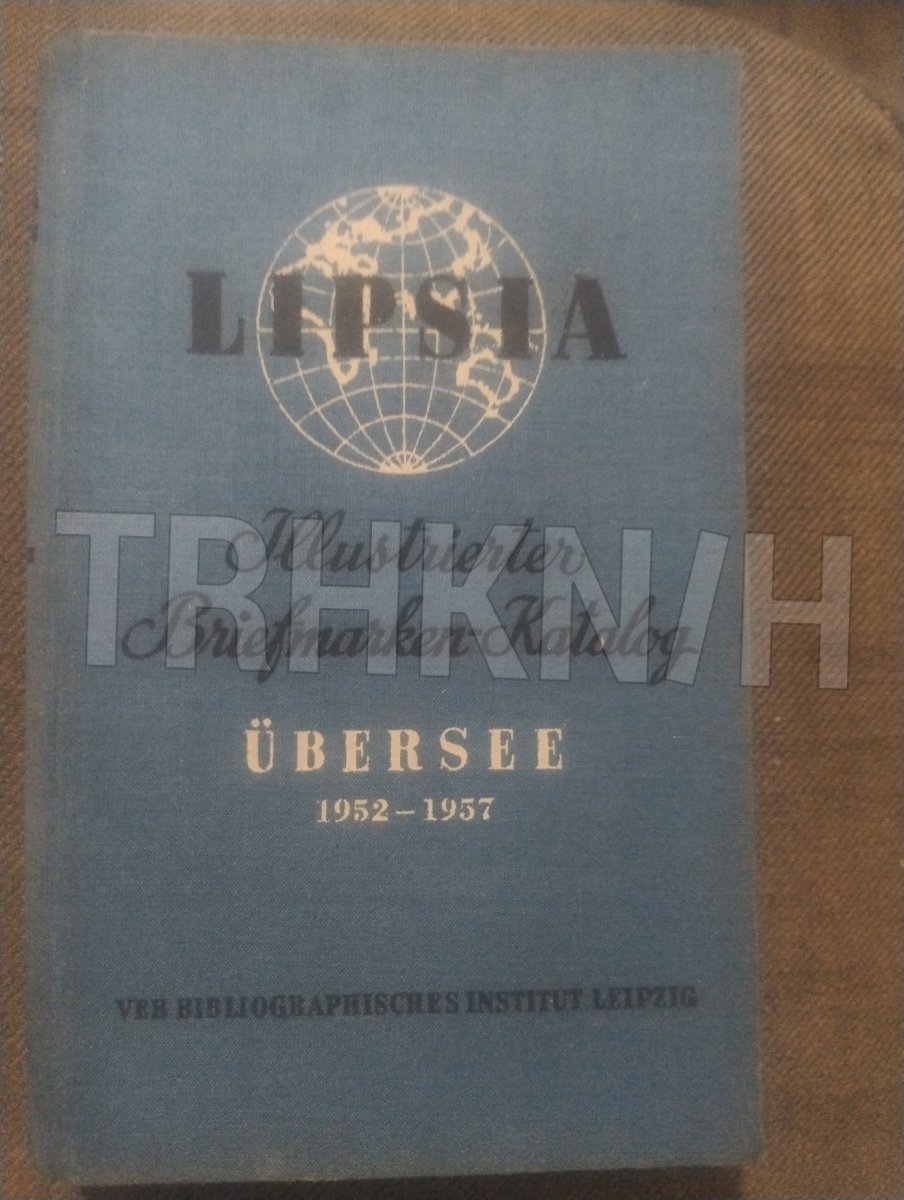 LIPSIA
Illustrierter
Briefmarken-Katalog
TRHKN/H
ÜBERSEE
1952-1957
VEB BIBLIOGRAPHISCHES INSTITUT LEIPZIG